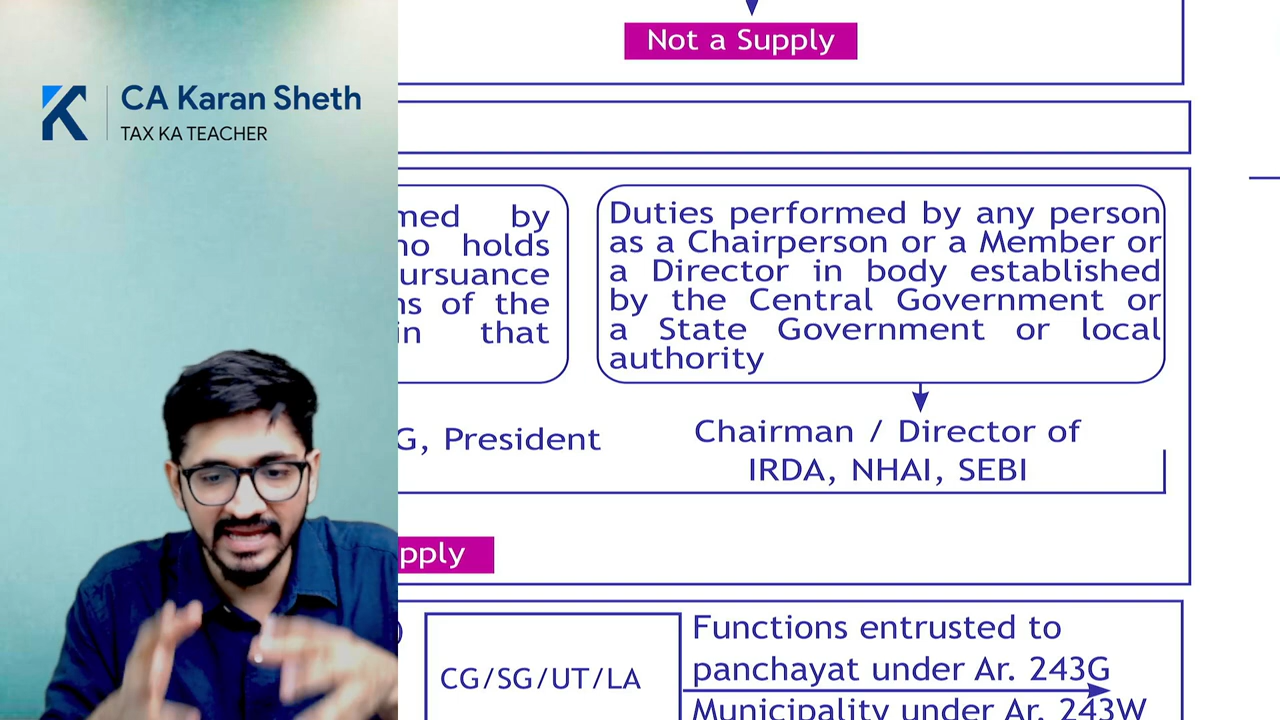 Not a Supply
CA Karan Sheth
TAX KA TEACHER
med by
no holds
ursuance
ns of the
in that
Duties performed by any person
as a Chairperson or a Member or
a Director in body established
by the Central Government or
a State Government or local
authority
G, President
Chairman / Director of
IRDA, NHAI, SEBI
pply
CG/SG/UT/LA
Functions entrusted to
panchayat under Ar. 243G
Municipality under Ar. 243W